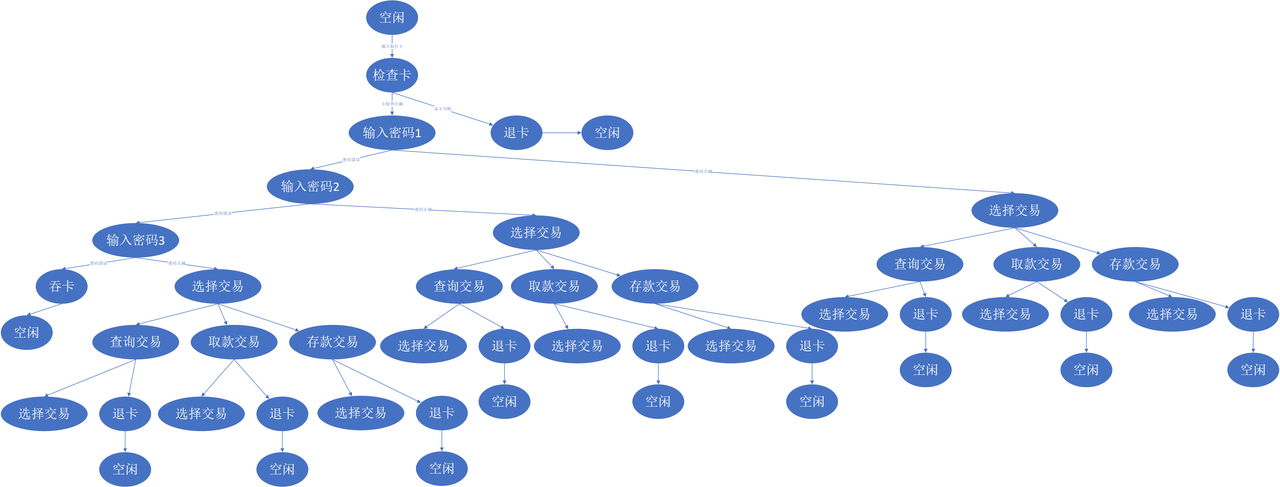 空闲
插入银行卡
检查卡
卡检查正确
读卡失败
输入密码1
退卡
空闲
密码错误
密码正确
输入密码2
选择交易
密码错误
密码正确
输入密码3
选择交易
查询交易
取款交易
存款交易
密码错误
密码正确
吞卡
选择交易
查询交易
取款交易
存款交易
选择交易
退卡
选择交易
退卡
选择交易
退卡
空闲
查询交易
取款交易
存款交易
选择交易
退卡
选择交易
退卡
选择交易
退卡
空闲
空闲
空闲
选择交易
退卡
选择交易
退卡
选择交易
退卡
空闲
空闲
空闲
空闲
空闲
空闲